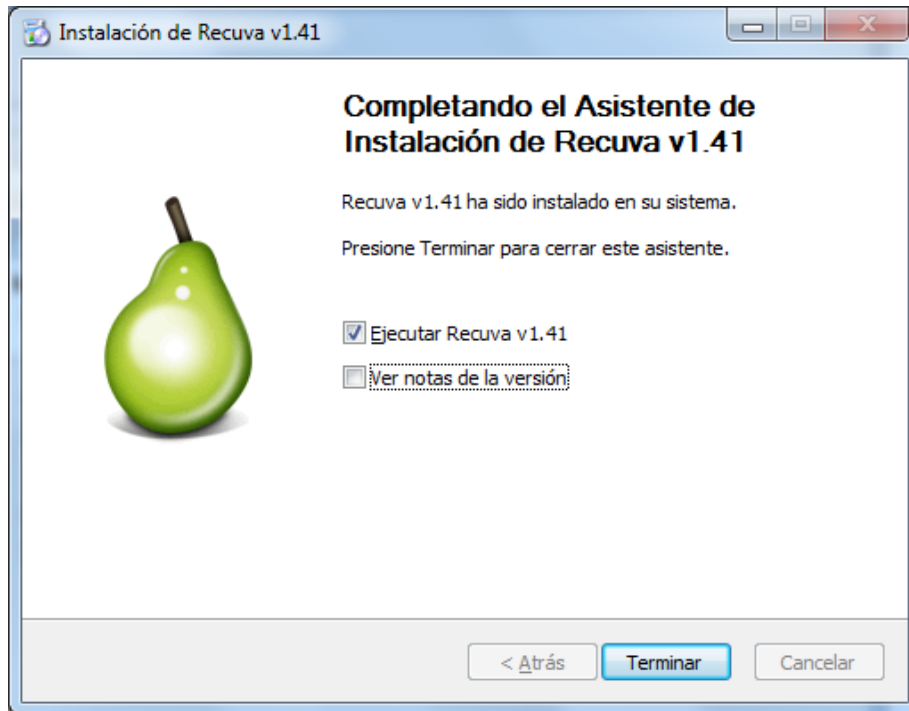 Instalación de Recuva v1.41
Completando el Asistente de
Instalación de Recuva v1.41
Recuva v1.41 ha sido instalado en su sistema.
Presione Terminar para cerrar este asistente.
Ejecutar Recuva v1.41
Ver notas de la versión
< Atrás
Terminar
Cancelar